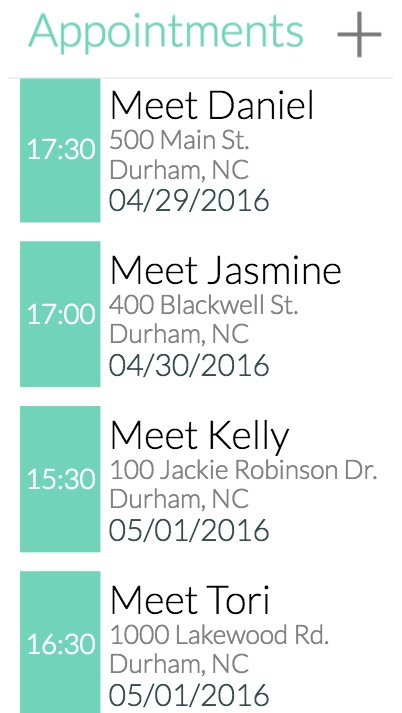 Appointments
17:30
Meet Daniel
500 Main St.
Durham, NC
04/29/2016
17:00
Meet Jasmine
400 Blackwell St.
Durham, NC
04/30/2016
15:30
Meet Kelly
100 Jackie Robinson Dr.
Durham, NC
05/01/2016
16:30
Meet Tori
1000 Lakewood Rd.
Durham, NC
05/01/2016